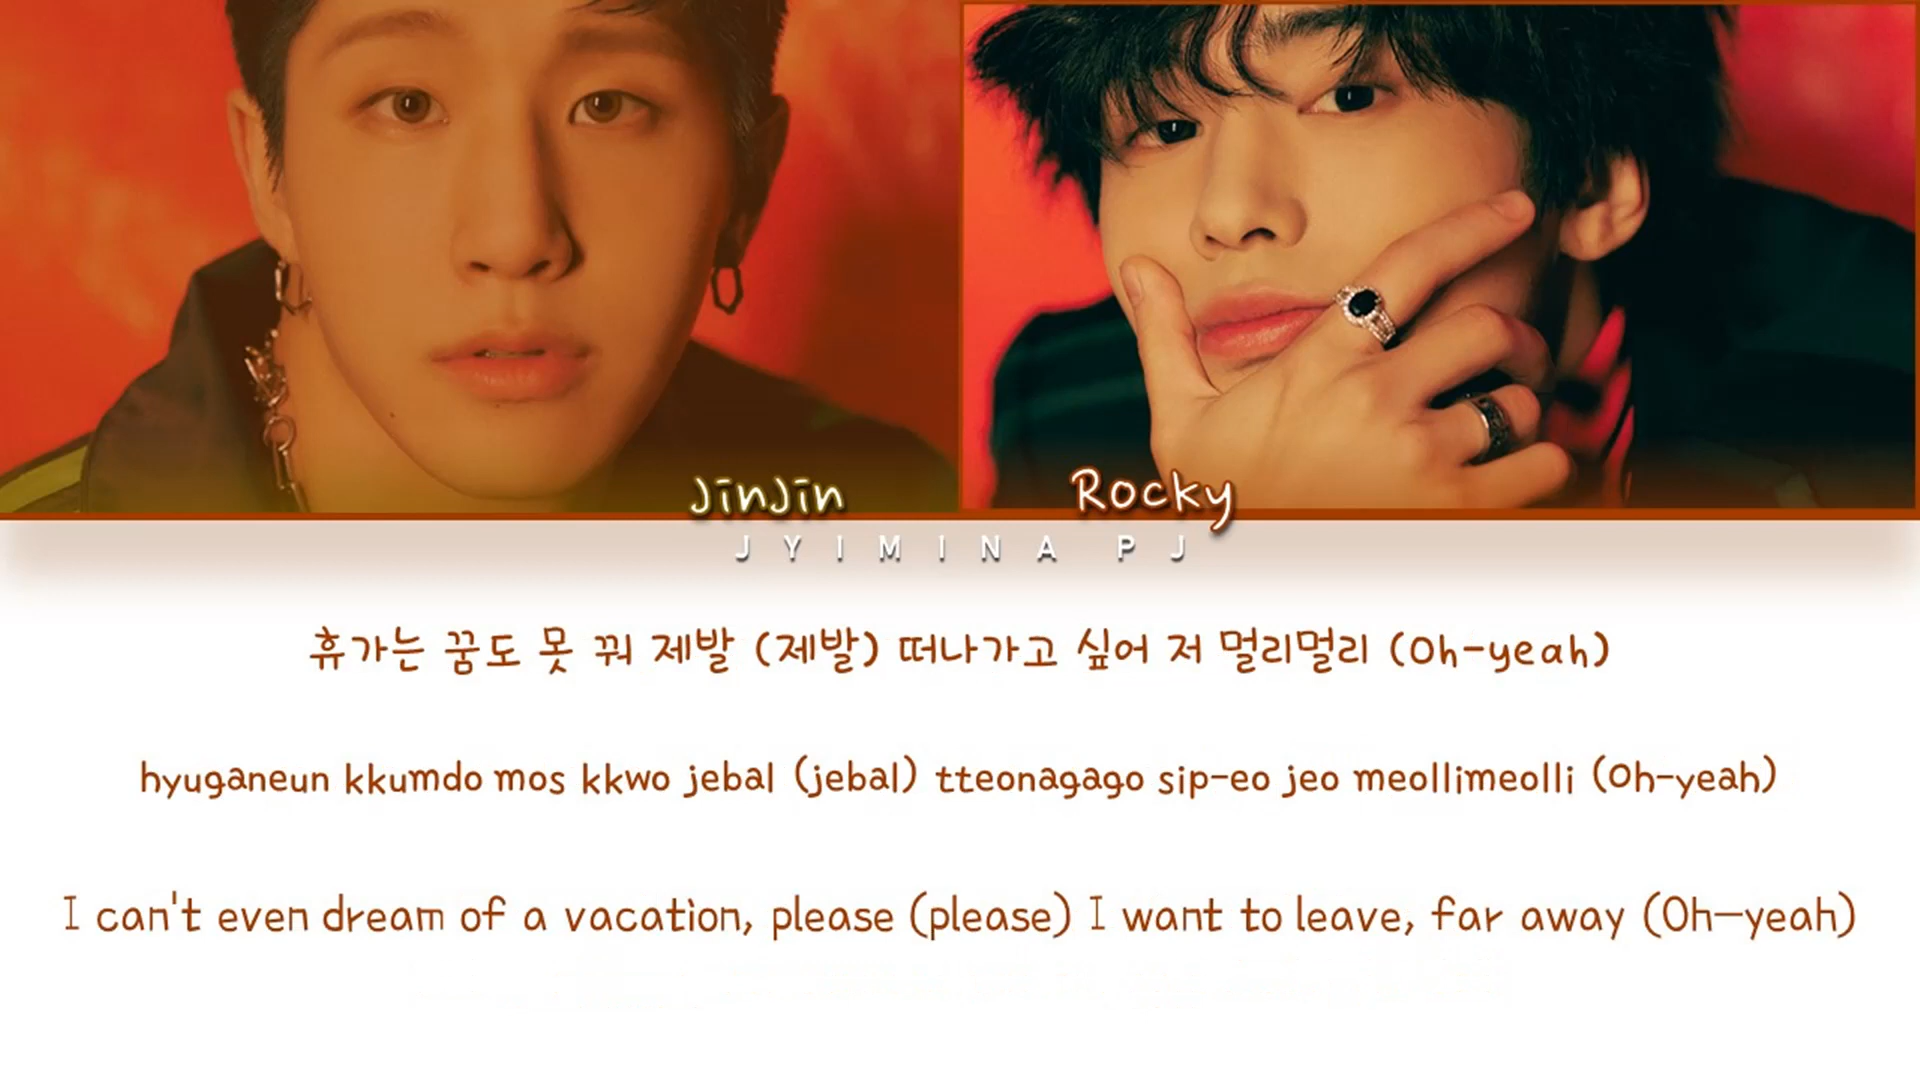 JinJin Rocky
JYIMINA PJ
휴가는 꿈도 못 꿔 제발 (제발) 떠나가고 싶어 저 멀리멀리 (Oh-yeah)
hyuganeun kkumdo mos kkwo jebal (jebal) tteonagago sip-eo jeo meollimeolli (Oh-yeah)
I can't even dream of a vacation, please (please) I want to leave, far away (Oh-yeah)